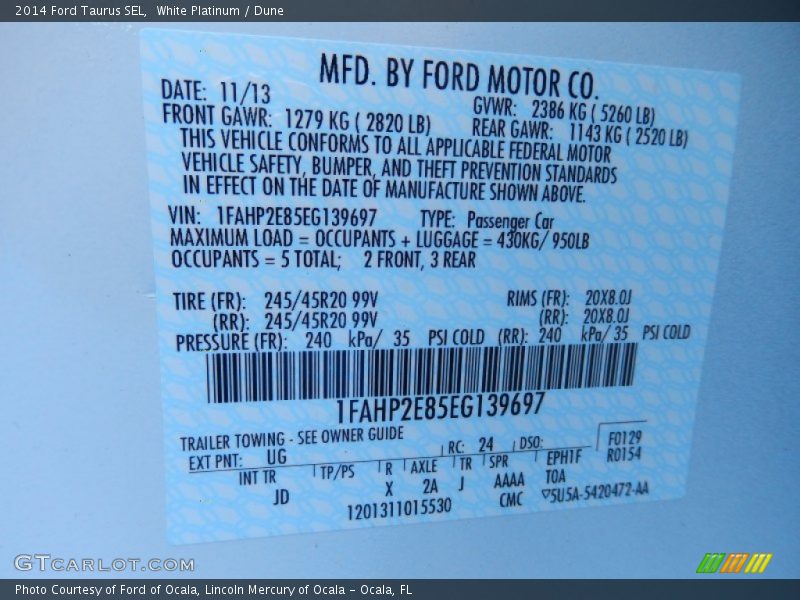 2014 Ford Taurus SEL,  White Platinum / Dune
MFD. BY FORD MOTOR CO.
DATE: 11/13 GVWR: 2386 KG ( 5260 LB)
FRONT GAWR: 1279 KG ( 2820 LB) REAR GAWR: 1143 KG ( 2520 LB)
THIS VEHICLE CONFORMS TO ALL APPLICABLE FEDERAL MOTOR
VEHICLE SAFETY, BUMPER, AND THEFT PREVENTION STANDARDS
IN EFFECT ON THE DATE OF MANUFACTURE SHOWN ABOVE.
VIN: 1FAHP2E85EG139697 TYPE: Passenger Car
MAXIMUM LOAD = OCCUPANTS + LUGGAGE = 430KG/ 950LB
OCCUPANTS = 5 TOTAL; 2 FRONT, 3 REAR
TIRE (FR): 245/45R20 99V RIMS (FR): 20X8.0J
(RR): 245/45R20 99V (RR): 20X8.0J
PRESSURE (FR): 240 kPa/ 35 PSI COLD (RR): 240 kPa/ 35 PSI COLD
1FAHP2E85EG139697
TRAILER TOWING - SEE OWNER GUIDE
EXT PNT: UG RC: 24 DSO: F0129
R0154
INT TR TP/PS R AXLE TR SPR EPH1F
JD X 2A J AAAA TOA
1201311015530 CMC ▽5U5A-5420472-AA
GTCARLOT.COM
Photo Courtesy of Ford of Ocala, Lincoln Mercury of Ocala - Ocala, FL